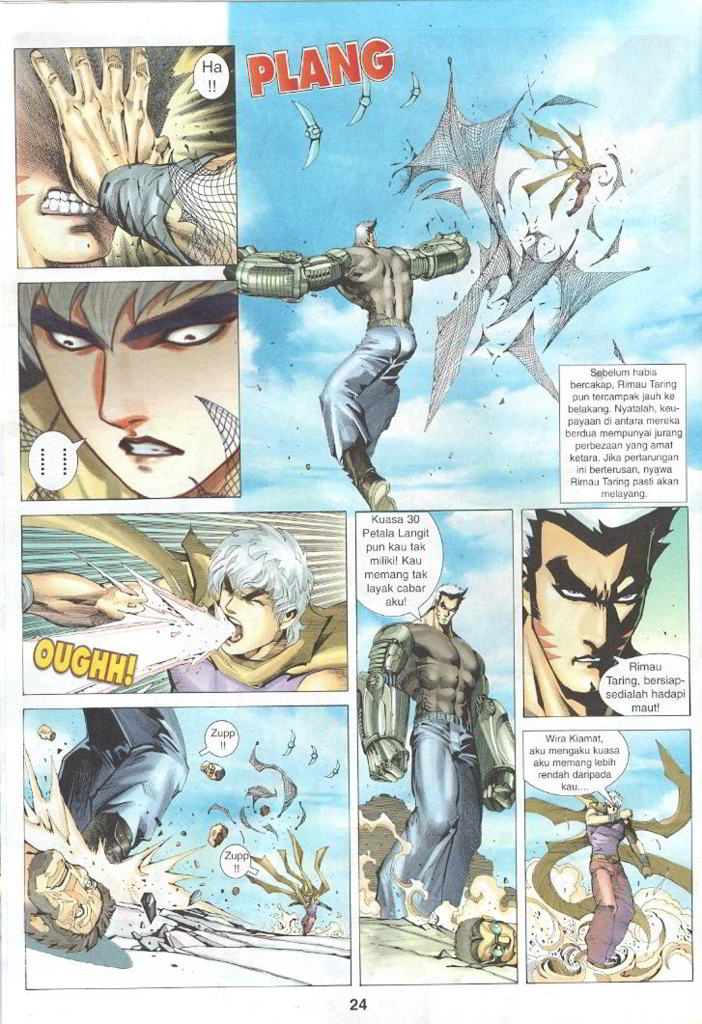 Ha
!!
PLANG
! !
Sebelum habis
bercakap, Rimau Taring
pun tercampak jauh ke
belakang. Nyatalah, keu-
payaan di antara mereka
berdua mempunyai jurang
perbezaan yang amat
ketara. Jika pertarungan
ini berterusan, nyawa
Rimau Taring pasti akan
melayang.
OUGHH!
Kuasa 30
Petala Langit
pun kau tak
miliki! Kau
memang tak
layak cabar
aku!
Rimau
Taring, bersiap-
sedialah hadapi
maut!
Zupp
!!
Zupp
!!
Wira Kiamat,
aku mengaku kuasa
aku memang lebih
rendah daripada
kau....
24